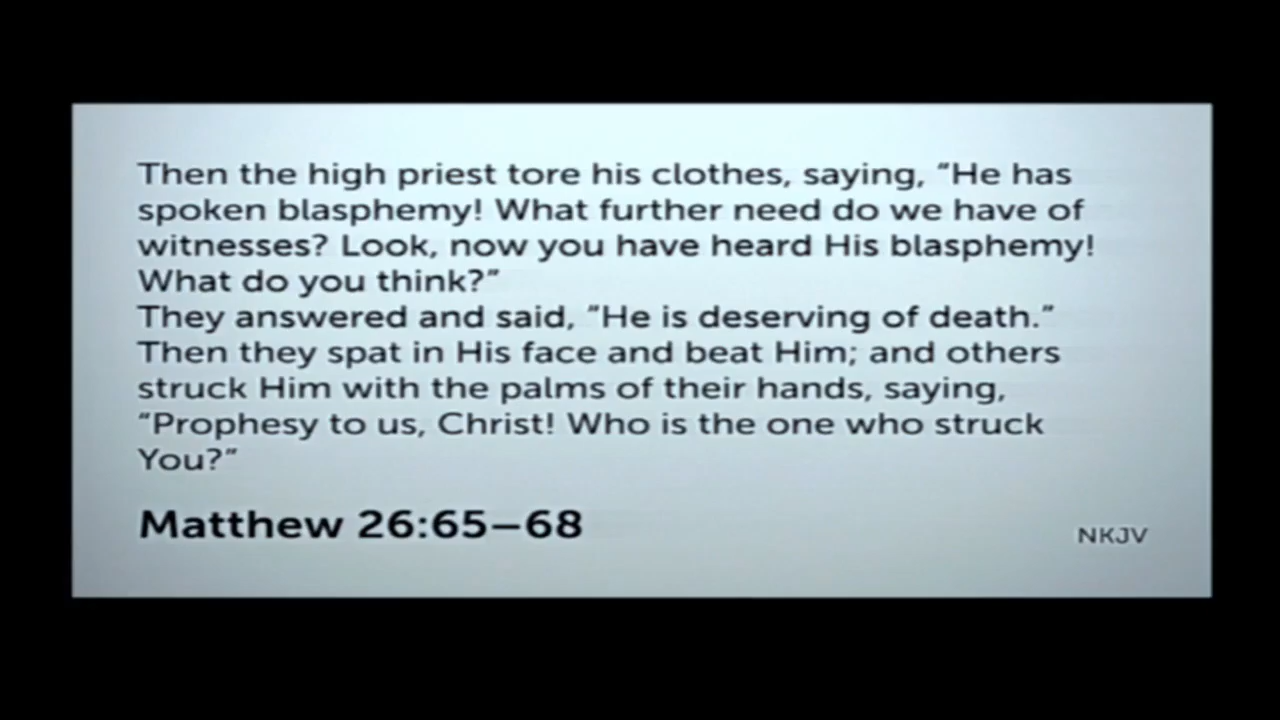 Then the high priest tore his clothes, saying, “He has
spoken blasphemy! What further need do we have of
witnesses? Look, now you have heard His blasphemy!
What do you think?”
They answered and said, “He is deserving of death.”
Then they spat in His face and beat Him; and others
struck Him with the palms of their hands, saying,
“Prophesy to us, Christ! Who is the one who struck
You?”
Matthew 26:65–68
NKJV